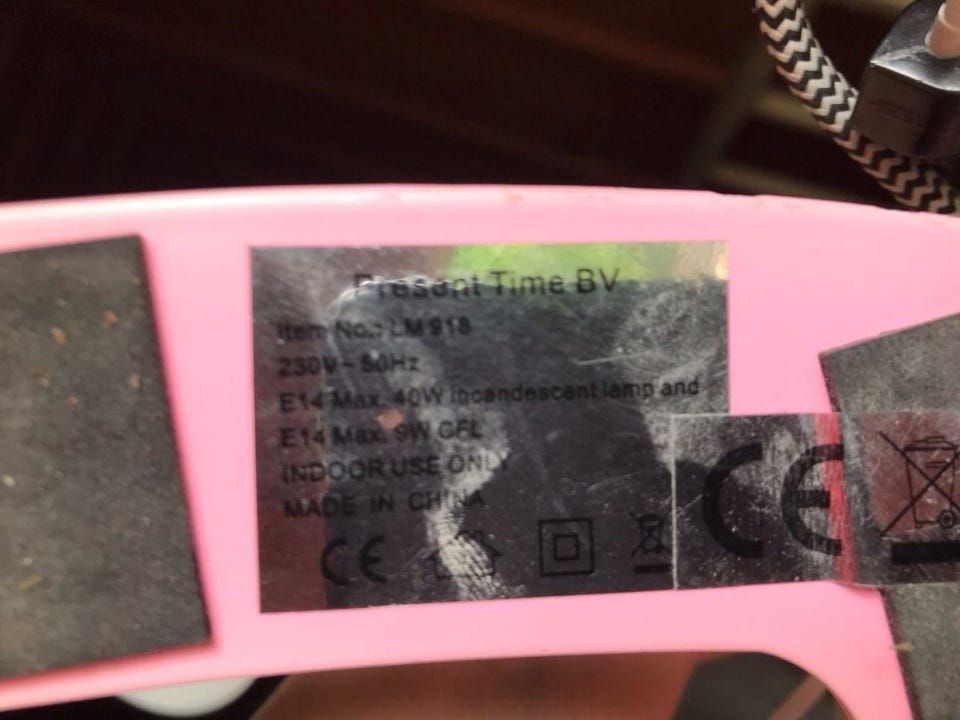 Present Time BV
Item No.: LM 918
230V~50Hz
E14 Max. 40W incandescent lamp and
E14 Max. 9W CFL
INDOOR USE ONLY
MADE IN CHINA
CE
CE